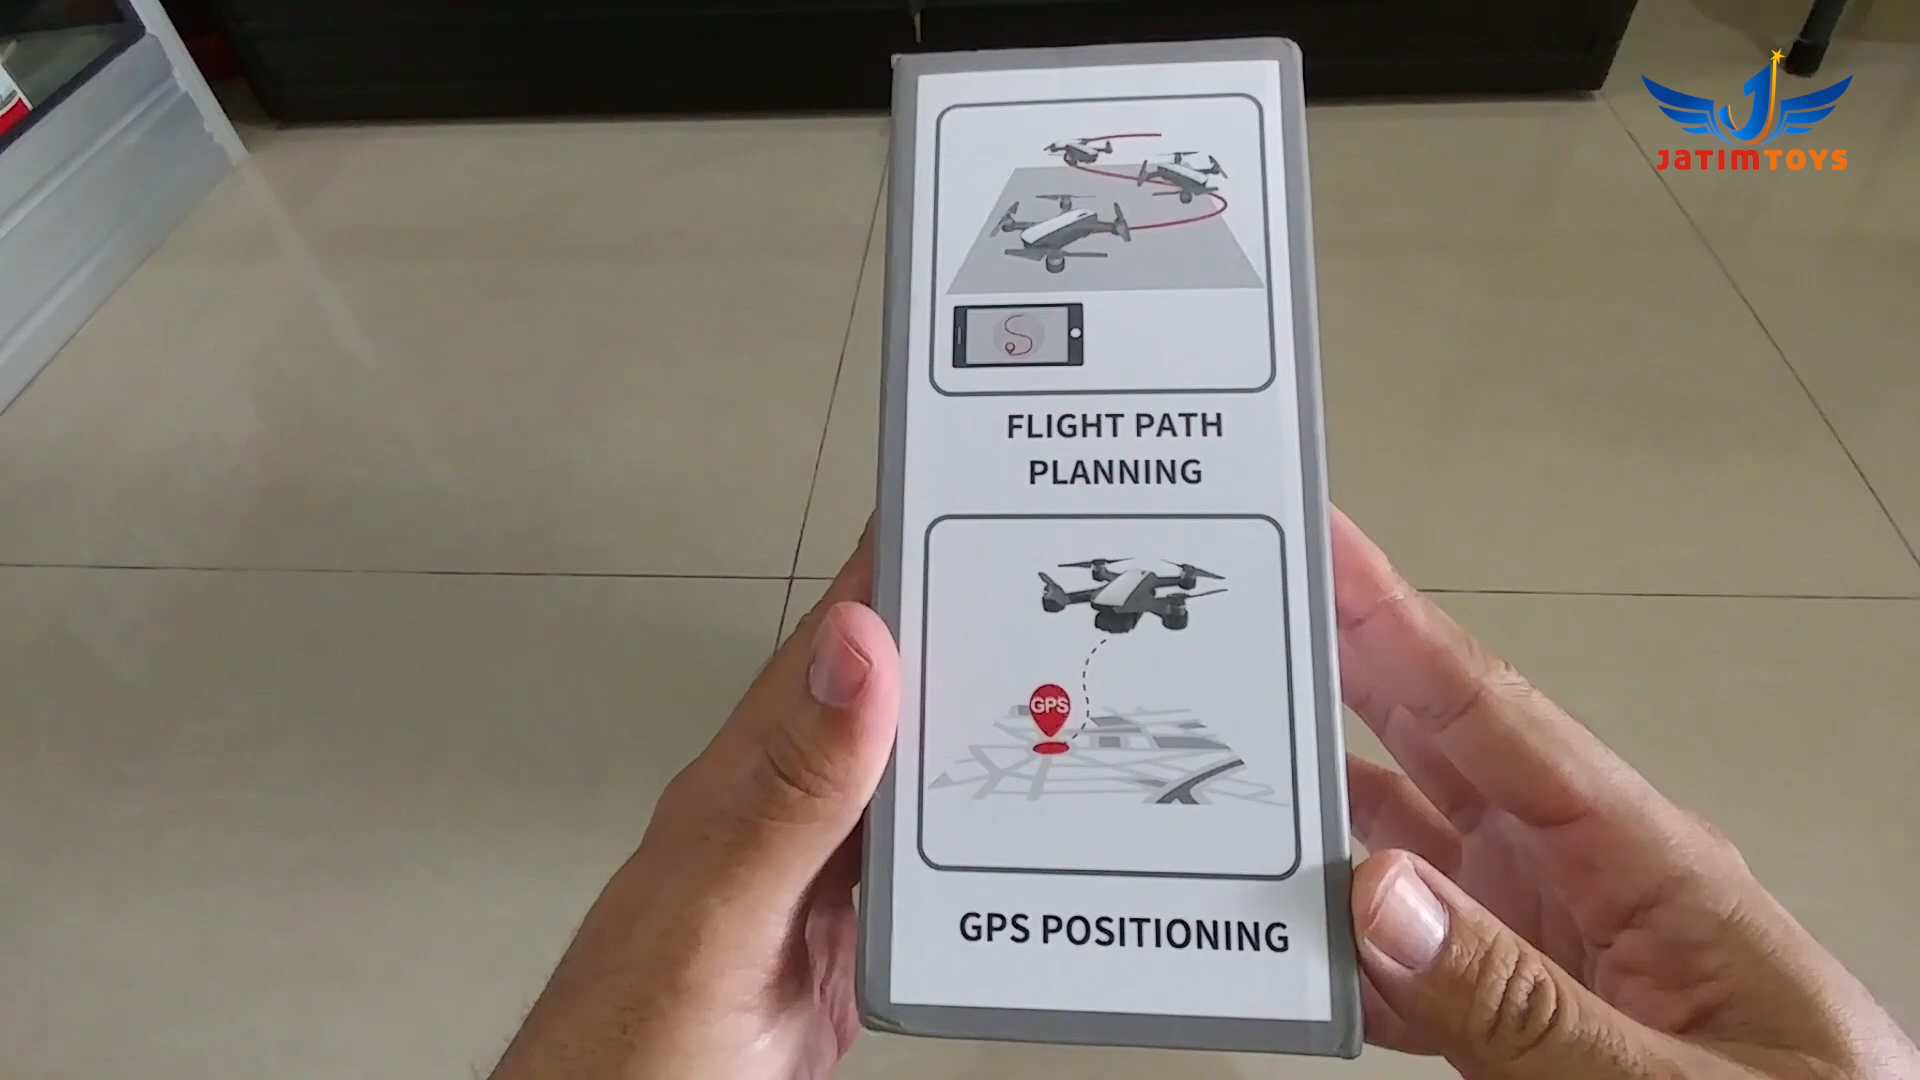 JATIMTOYS
FLIGHT PATH
PLANNING
GPS
GPS POSITIONING